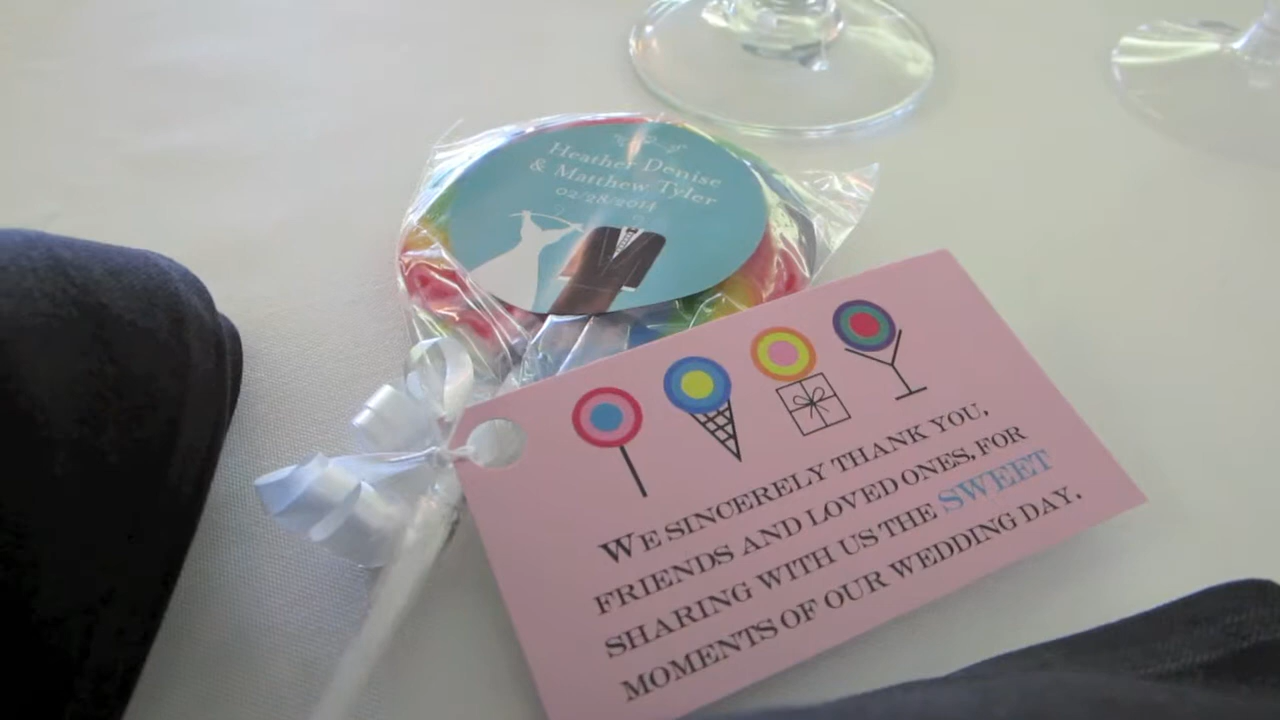 Heather Denise
& Matthew Tyler
02/28/2014
WE SINCERELY THANK YOU,
FRIENDS AND LOVED ONES, FOR
SHARING WITH US THE SWEET
MOMENTS OF OUR WEDDING DAY.